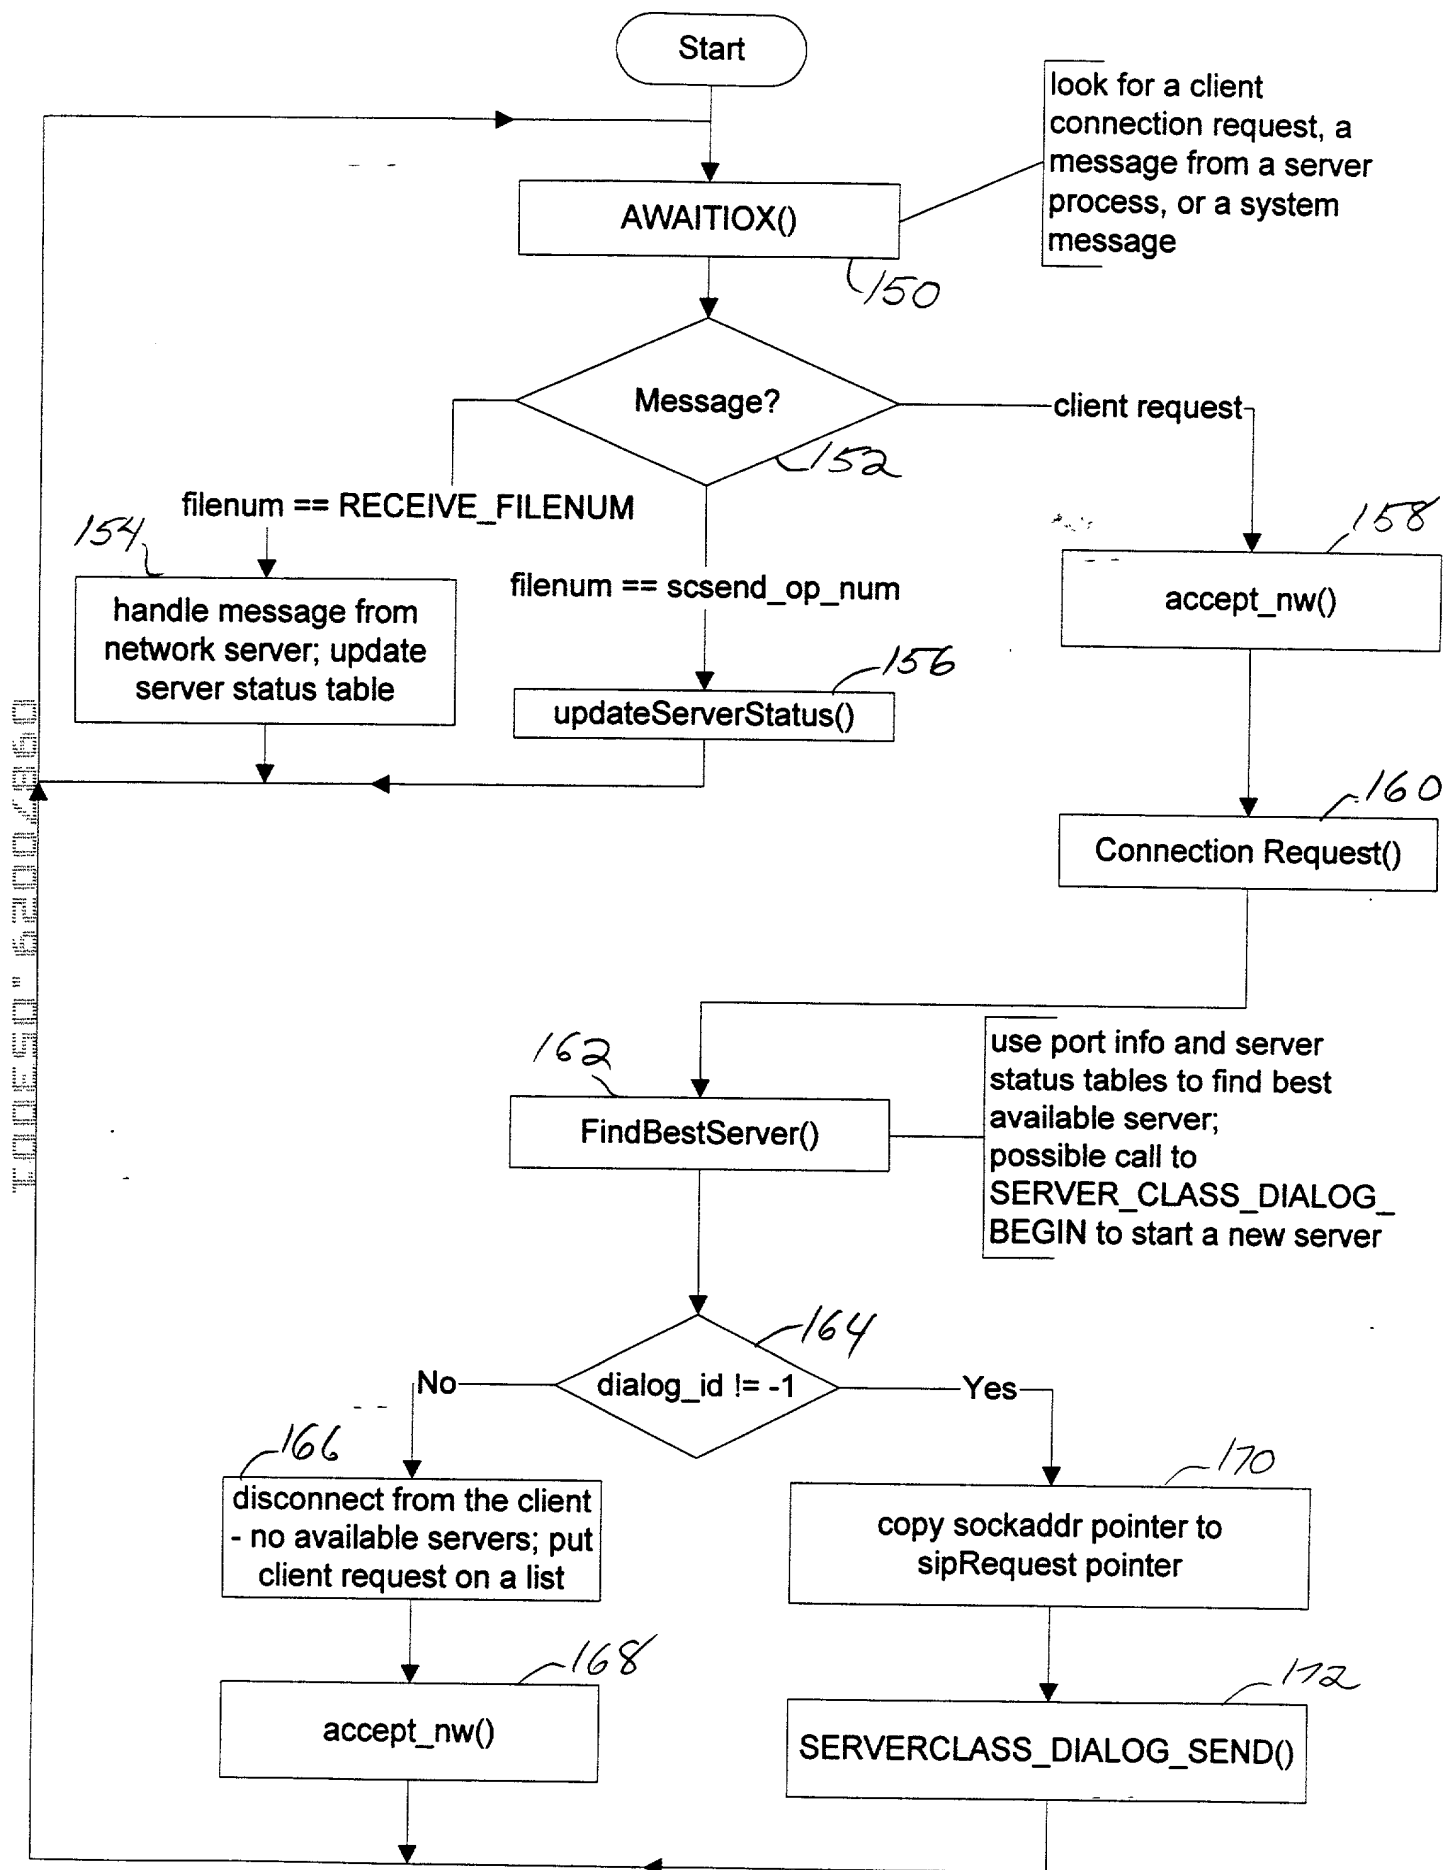 Start
look for a client
connection request, a
message from a server
process, or a system
message
AWAITIOX()
150
Message?
client request
152
filenum == RECEIVE_FILENUM
154
158
filenum == scsend_op_num
handle message from
network server; update
server status table
accept_nw()
156
updateServerStatus()
160
Connection Request()
162
use port info and server
status tables to find best
available server;
possible call to
SERVER_CLASS_DIALOG_
BEGIN to start a new server
FindBestServer()
164
No
dialog_id != -1
Yes
166
170
disconnect from the client
- no available servers; put
client request on a list
copy sockaddr pointer to
sipRequest pointer
168
172
accept_nw()
SERVERCLASS_DIALOG_SEND()